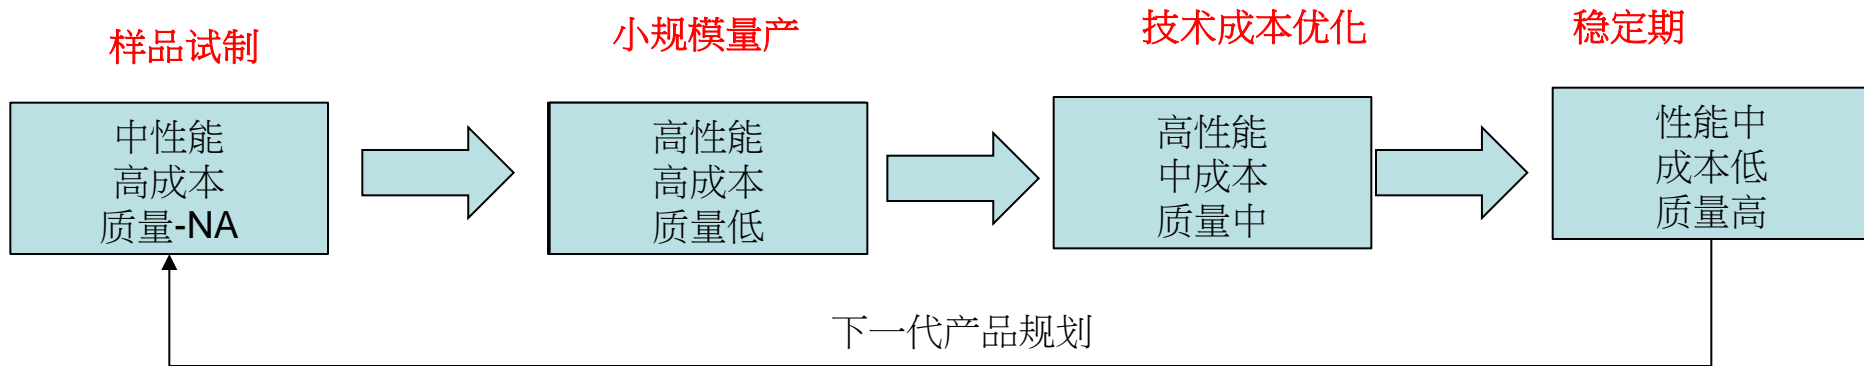 样品试制
小规模量产
技术成本优化
稳定期
中性能
高成本
质量-NA
高性能
高成本
质量低
高性能
中成本
质量中
性能中
成本低
质量高
下一代产品规划